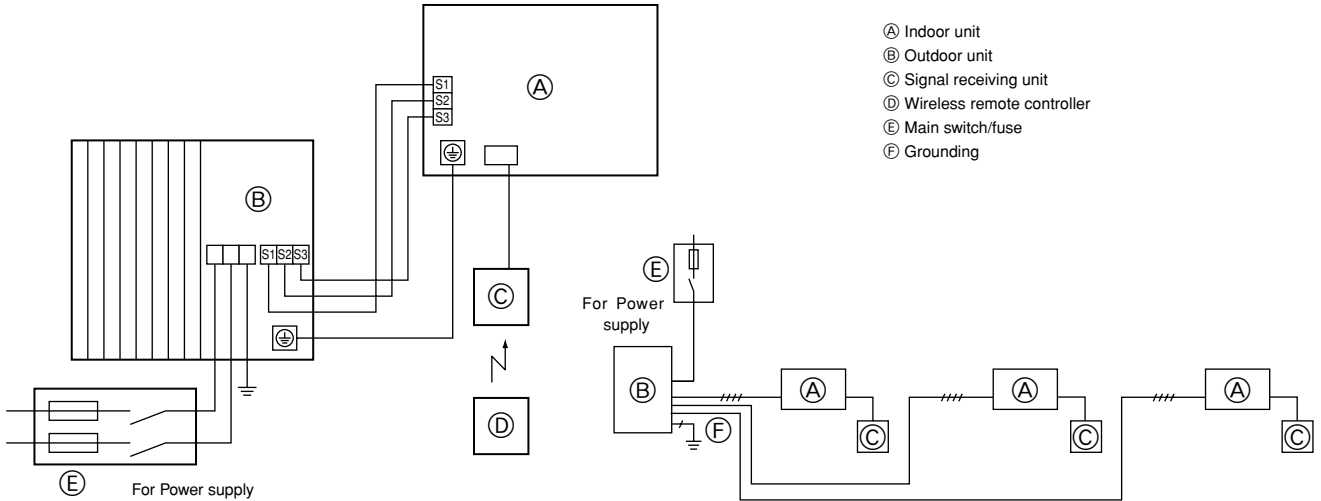 S1
S2
S3
Ⓐ
Ⓐ Indoor unit
Ⓑ Outdoor unit
Ⓒ Signal receiving unit
Ⓓ Wireless remote controller
Ⓔ Main switch/fuse
Ⓕ Grounding
Ⓑ
S1 S2 S3
Ⓒ
Ⓓ
Ⓔ
For Power supply
Ⓔ
For Power
supply
Ⓑ
Ⓕ
Ⓐ
Ⓒ
Ⓐ
Ⓒ
Ⓐ
Ⓒ